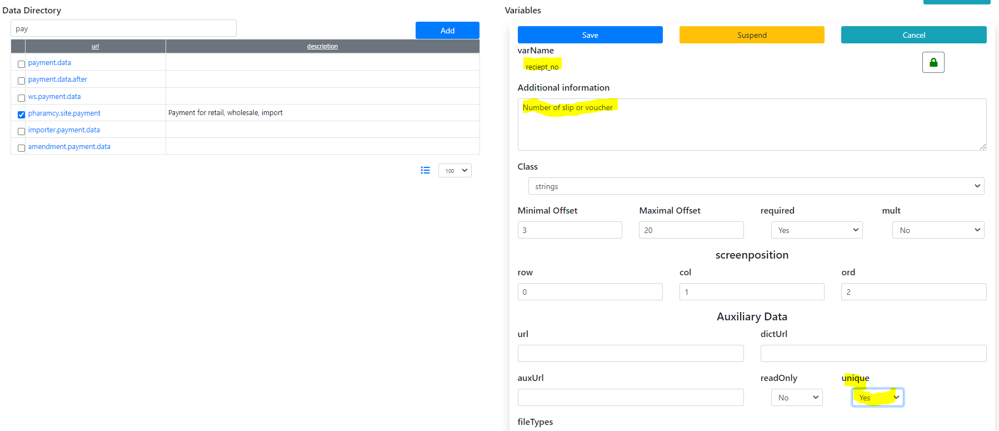 Data Directory
pay
Add
url description
payment.data
payment.data.after
ws.payment.data
pharamcy.site.payment Payment for retail, wholesale, import
importer.payment.data
amendment.payment.data
100
Variables
Save Suspend Cancel
varName
reciept_no
Additional information
Number of slip or voucher
Class
strings
Minimal Offset Maximal Offset required mult
3 20 Yes No
screenposition
row col ord
0 1 2
Auxiliary Data
url dictUrl
auxUrl readOnly unique
No Yes
fileTypes